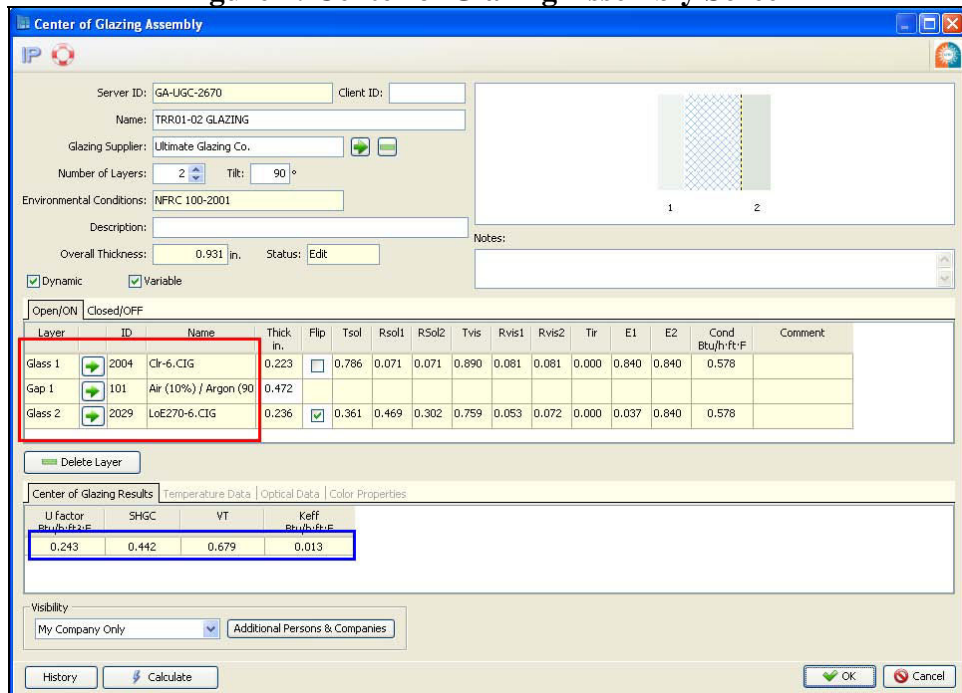 Center of Glazing Assembly
IP
Server ID: GA-UGC-2670 Client ID:
Name: TRR01-02 GLAZING
Glazing Supplier: Ultimate Glazing Co.
Number of Layers: 2 Tilt: 90 °
Environmental Conditions: NFRC 100-2001
1 2
Description:
Notes:
Overall Thickness: 0.931 in. Status: Edit
Dynamic Variable
Open/ON Closed/OFF
Layer ID Name Thick in. Flip Tsol Rsol1 RSol2 Tvis Rvis1 Rvis2 Tir E1 E2 Cond Btu/h·ft·F Comment
Glass 1 2004 Clr-6.CIG 0.223 0.786 0.071 0.071 0.890 0.081 0.081 0.000 0.840 0.840 0.578
Gap 1 101 Air (10%) / Argon (90 0.472
Glass 2 2029 LoE270-6.CIG 0.236 0.361 0.469 0.302 0.759 0.053 0.072 0.000 0.037 0.840 0.578
Delete Layer
Center of Glazing Results Temperature Data Optical Data Color Properties
U factor SHGC VT Keff
0.243 0.442 0.679 0.013
Visibility
My Company Only Additional Persons & Companies
History Calculate OK Cancel